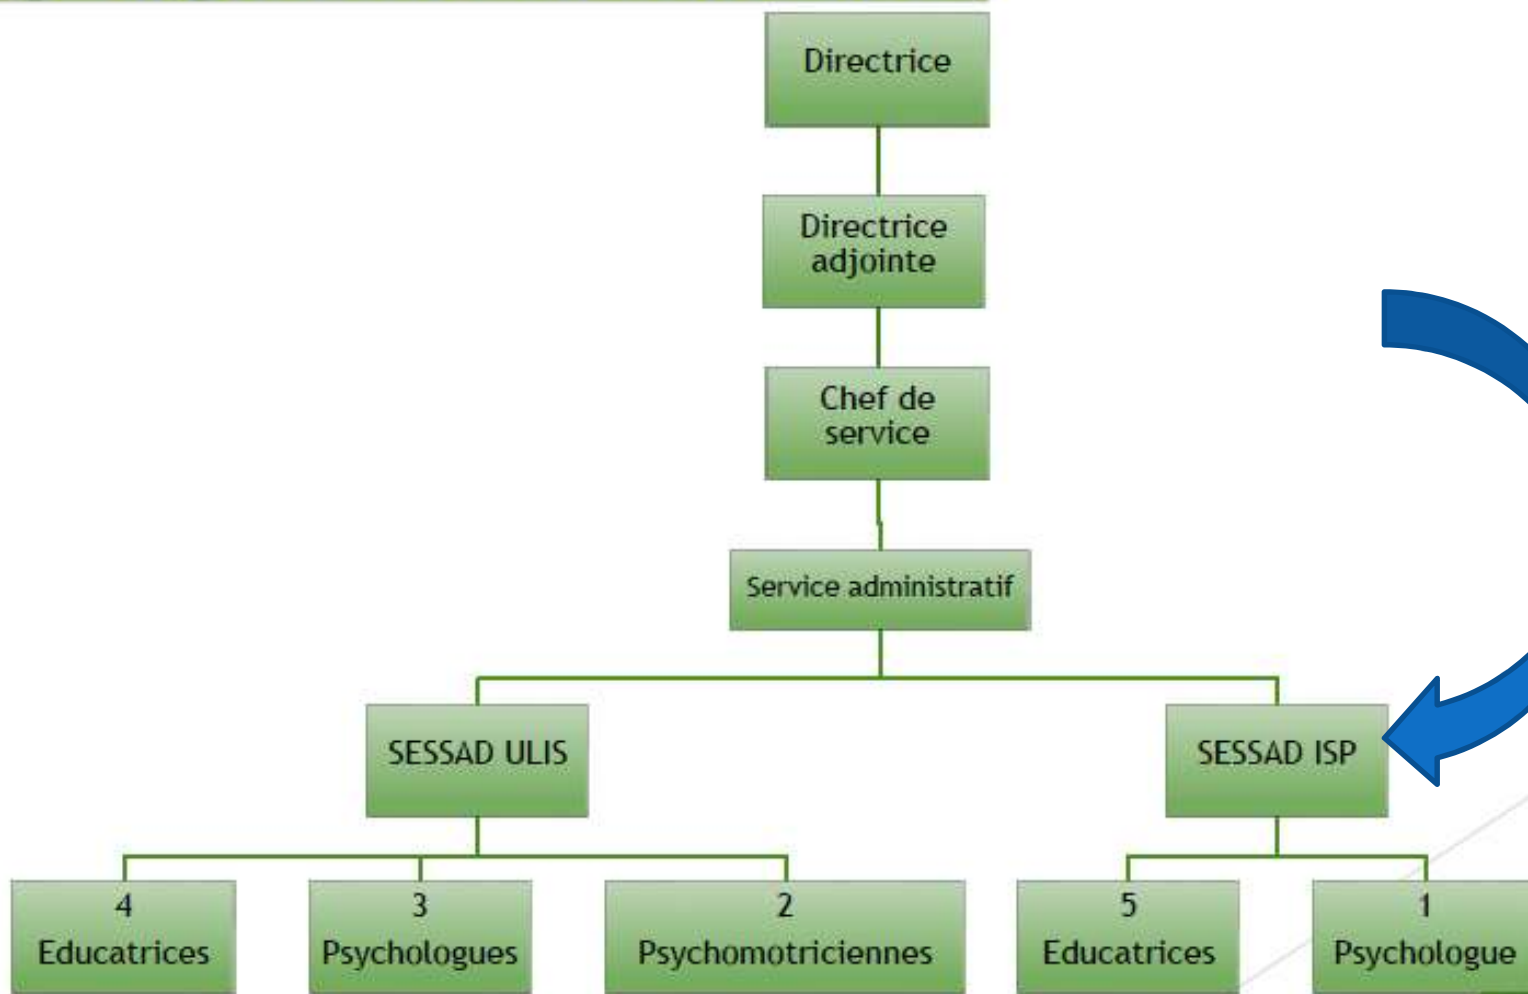 Directrice
Directrice
adjointe
Chef de
service
Service administratif
SESSAD ULIS
SESSAD ISP
4
Educatrices
3
Psychologues
2
Psychomotriciennes
5
Educatrices
1
Psychologue